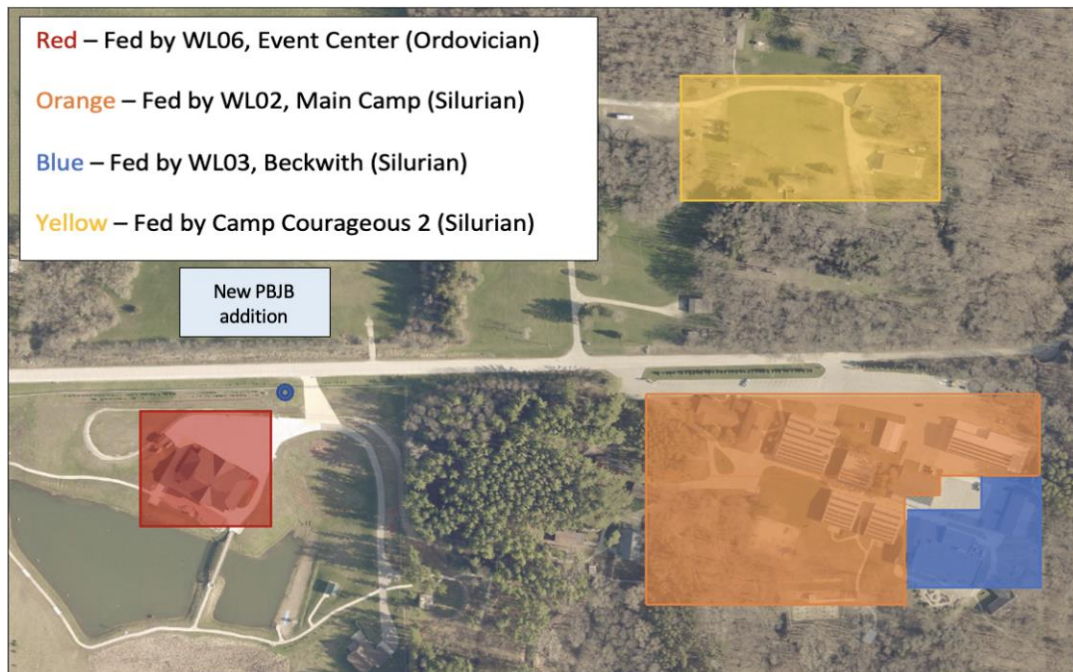 Red – Fed by WL06, Event Center (Ordovician)
Orange – Fed by WL02, Main Camp (Silurian)
Blue – Fed by WL03, Beckwith (Silurian)
Yellow – Fed by Camp Courageous 2 (Silurian)
New PBJB
addition